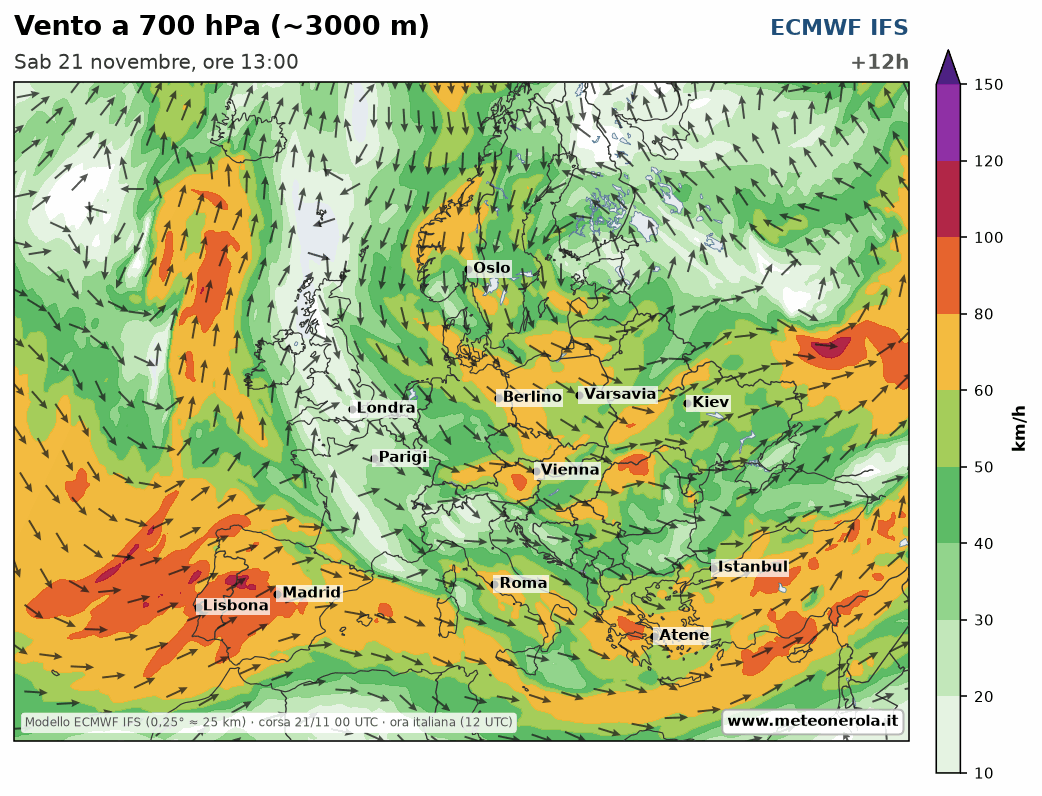 Vento a 700 hPa (~3000 m)
ECMWF IFS
Sab 21 novembre, ore 13:00
+12h
150
120
100
80
60
50
40
30
20
10
km/h
Oslo
Berlino
Varsavia
Kiev
Londra
Parigi
Vienna
Istanbul
Roma
Madrid
Lisbona
Atene
Modello ECMWF IFS (0,25° ≈ 25 km) · corsa 21/11 00 UTC · ora italiana (12 UTC)
www.meteonerola.it